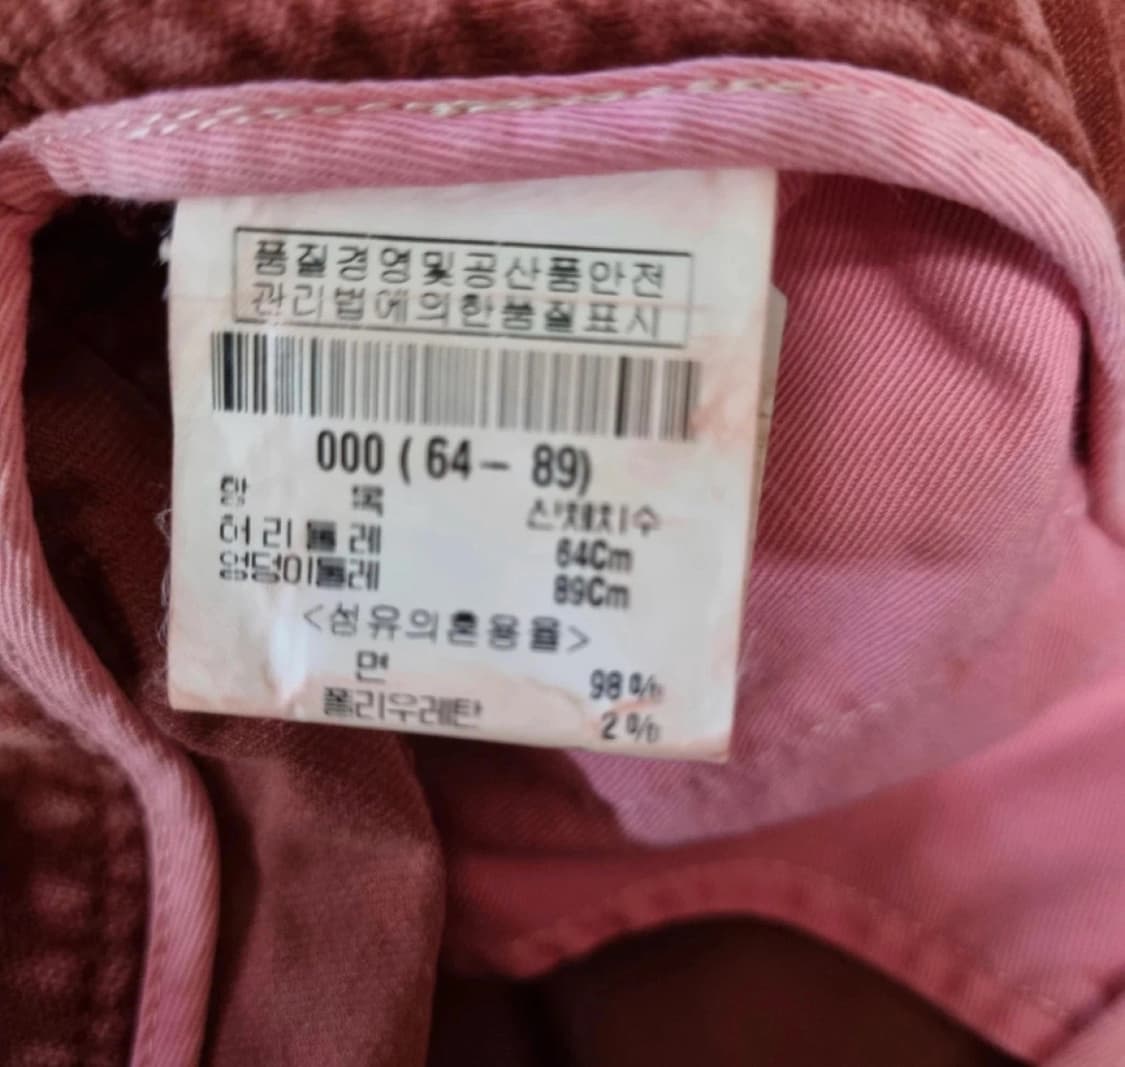 품질경영및공산품안전
관리법에의한품질표시
000 ( 64 – 89)
항 목 신체치수
허리둘레 64Cm
엉덩이둘레 89Cm
<섬유의혼용율>
면 98%
폴리우레탄 2%